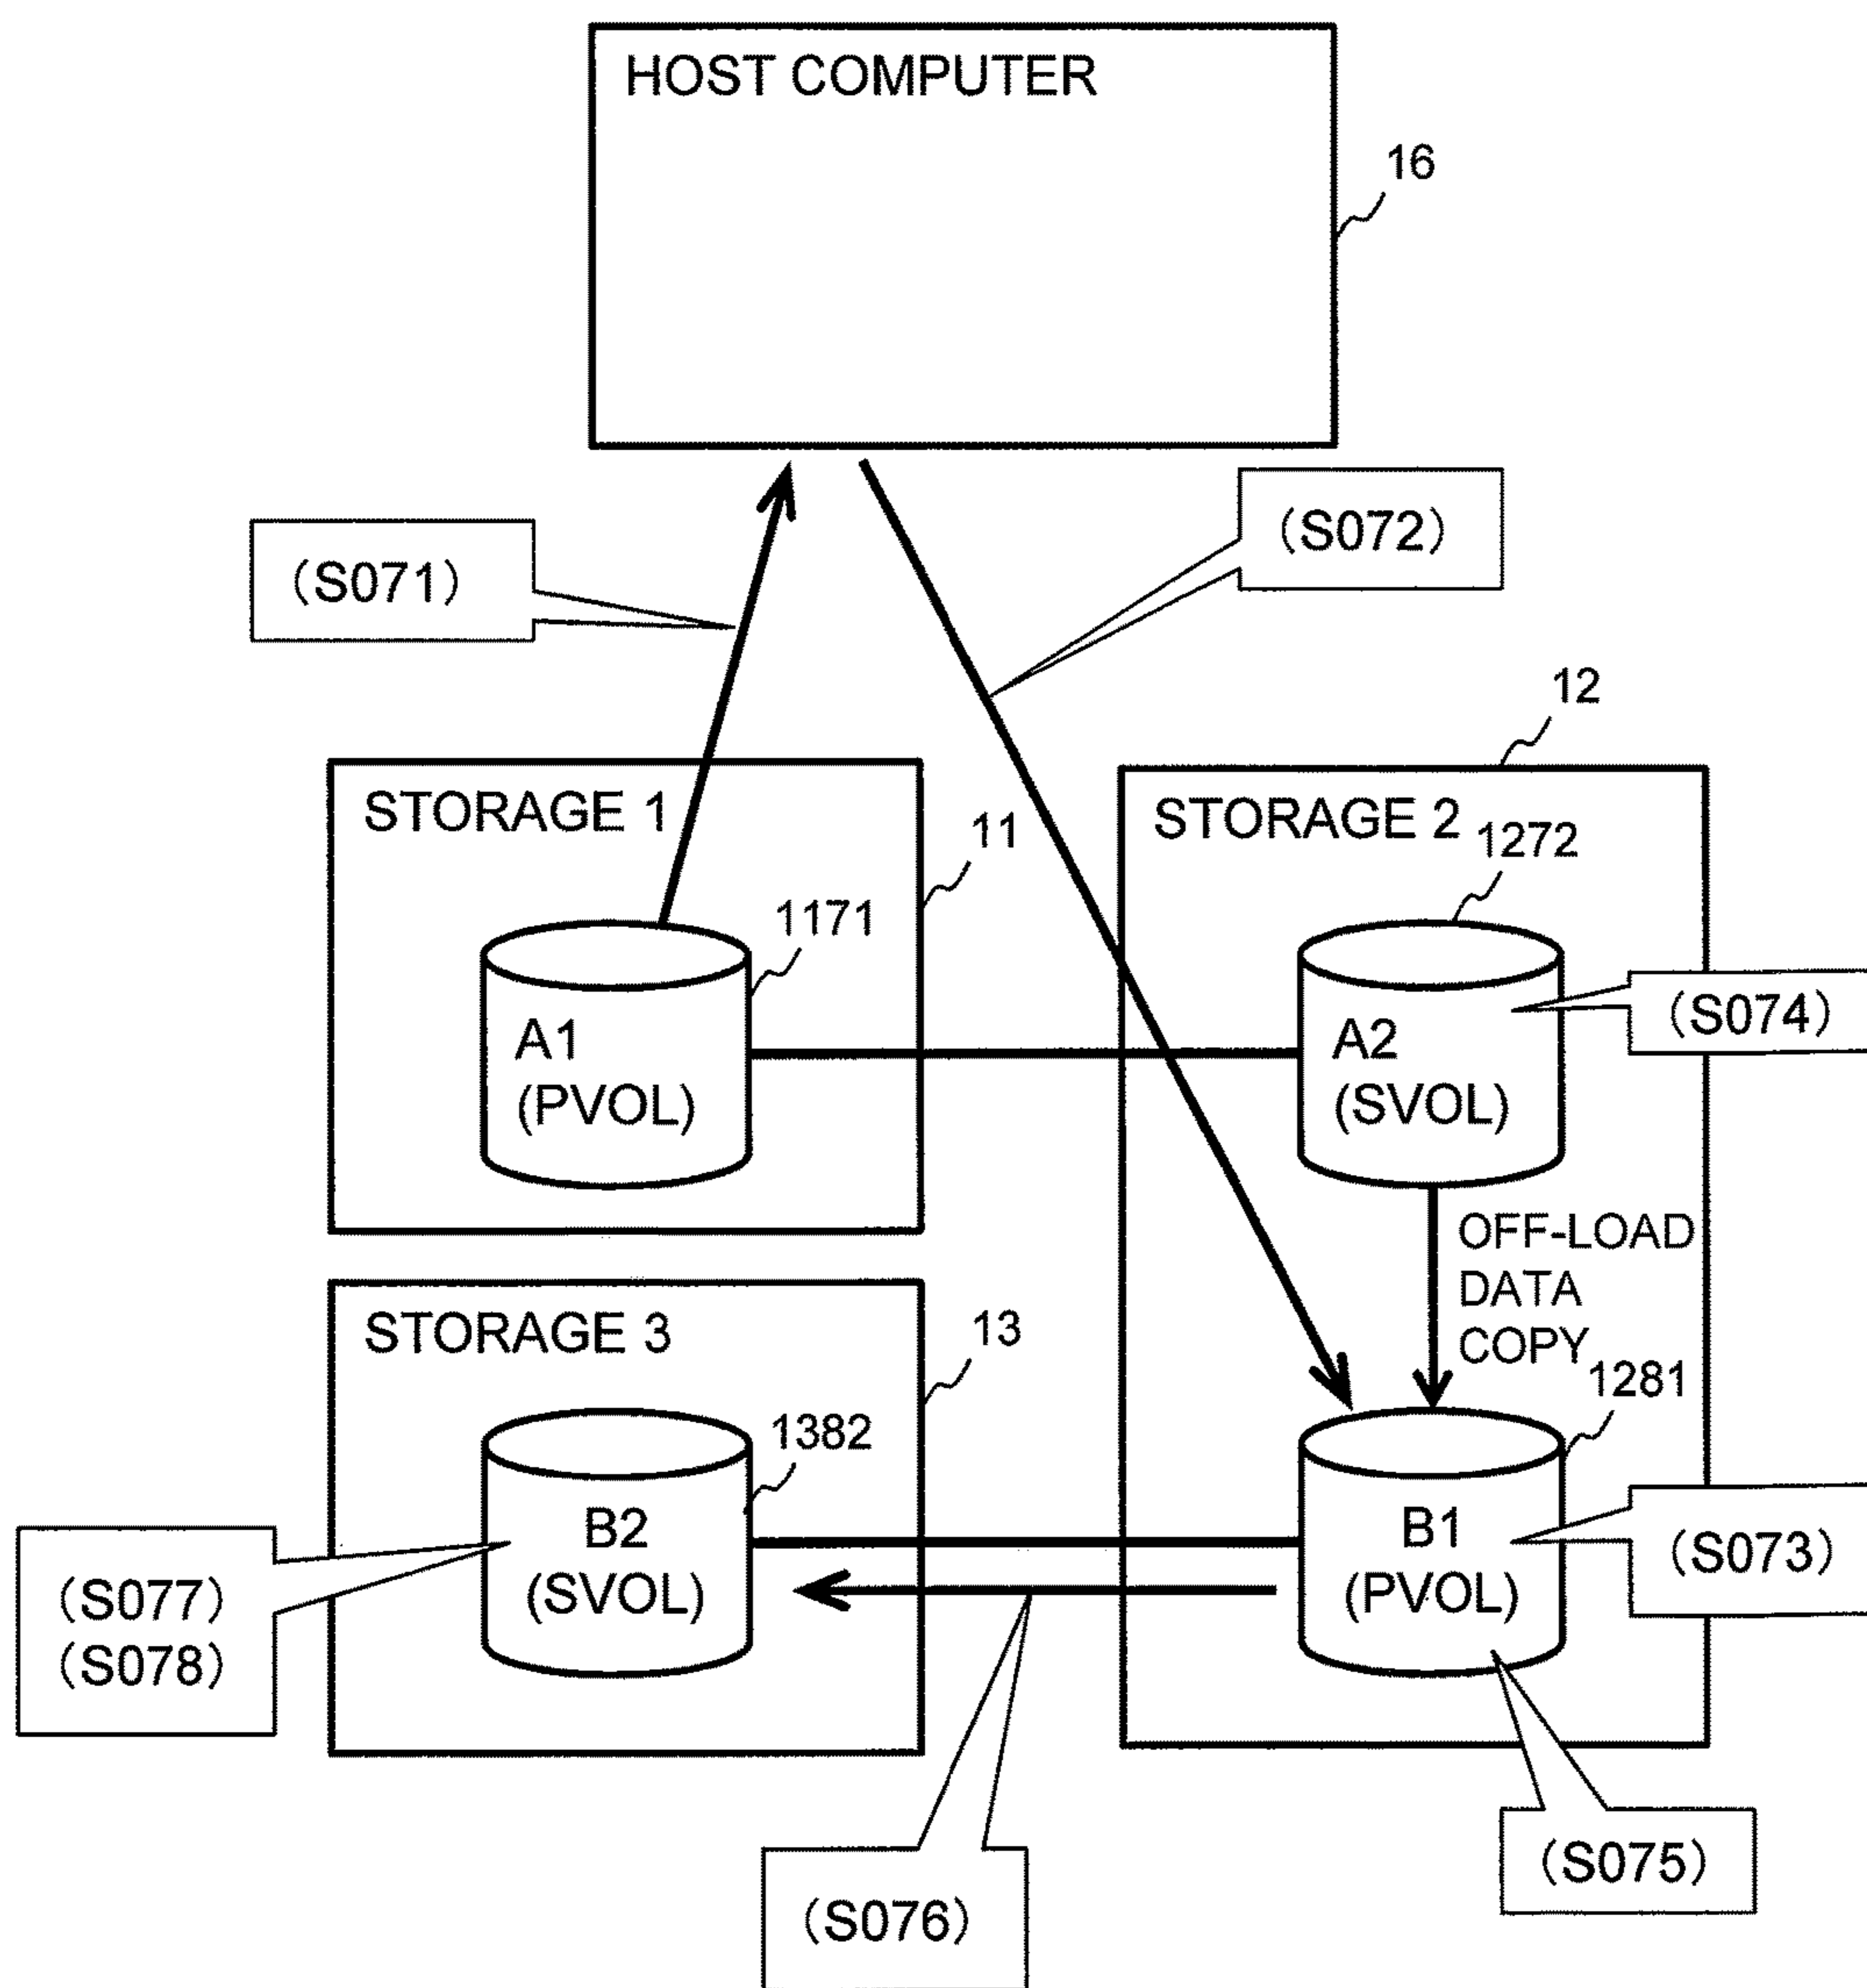 HOST COMPUTER
16
（S071）
（S072）
12
STORAGE 1
11
1171
A1
(PVOL)
STORAGE 2
1272
A2
(SVOL)
（S074）
OFF-LOAD
DATA
COPY
STORAGE 3
13
1382
B2
(SVOL)
1281
B1
(PVOL)
（S073）
（S077）
（S078）
（S075）
（S076）